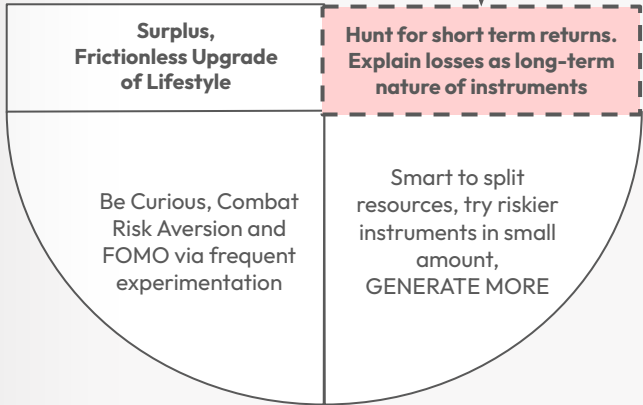 Surplus,
Frictionless Upgrade
of Lifestyle
Hunt for short term returns.
Explain losses as long-term
nature of instruments
Be Curious, Combat
Risk Aversion and
FOMO via frequent
experimentation
Smart to split
resources, try riskier
instruments in small
amount,
GENERATE MORE